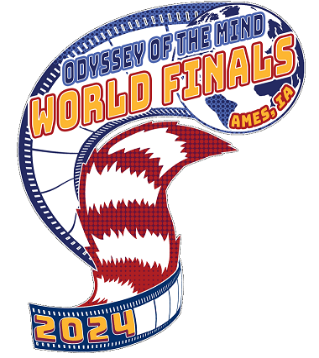 ODYSSEY OF THE MIND
WORLD FINALS
AMES, IA
2024